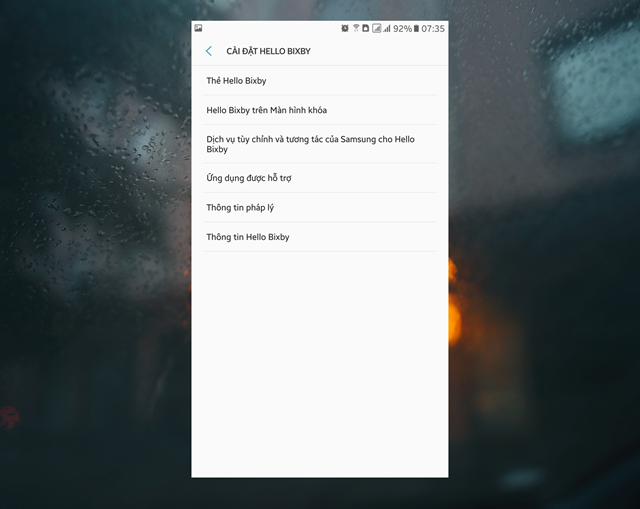 92% 07:35
CÀI ĐẶT HELLO BIXBY
Thẻ Hello Bixby
Hello Bixby trên Màn hình khóa
Dịch vụ tùy chỉnh và tương tác của Samsung cho Hello
Bixby
Ứng dụng được hỗ trợ
Thông tin pháp lý
Thông tin Hello Bixby